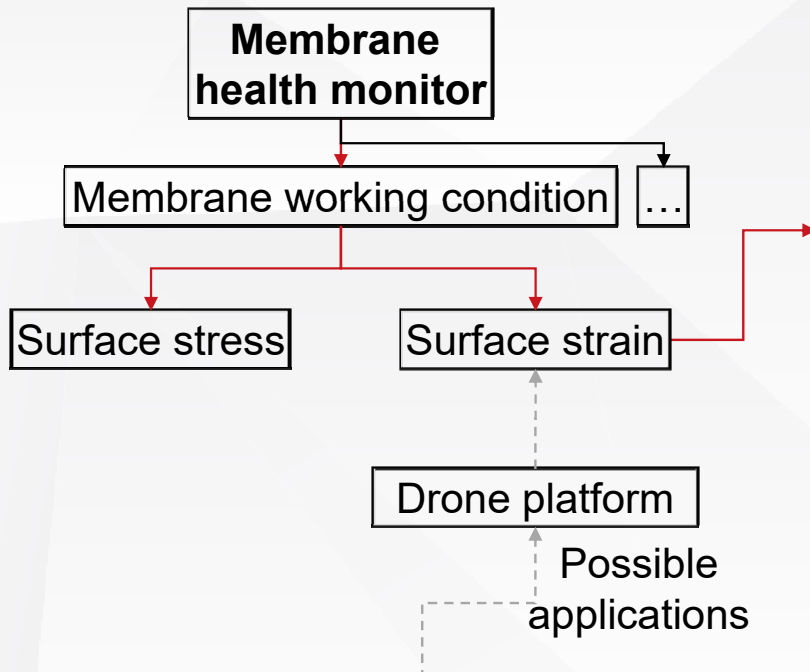 Membrane
health monitor
Membrane working condition
…
Surface stress
Surface strain
Drone platform
Possible
applications